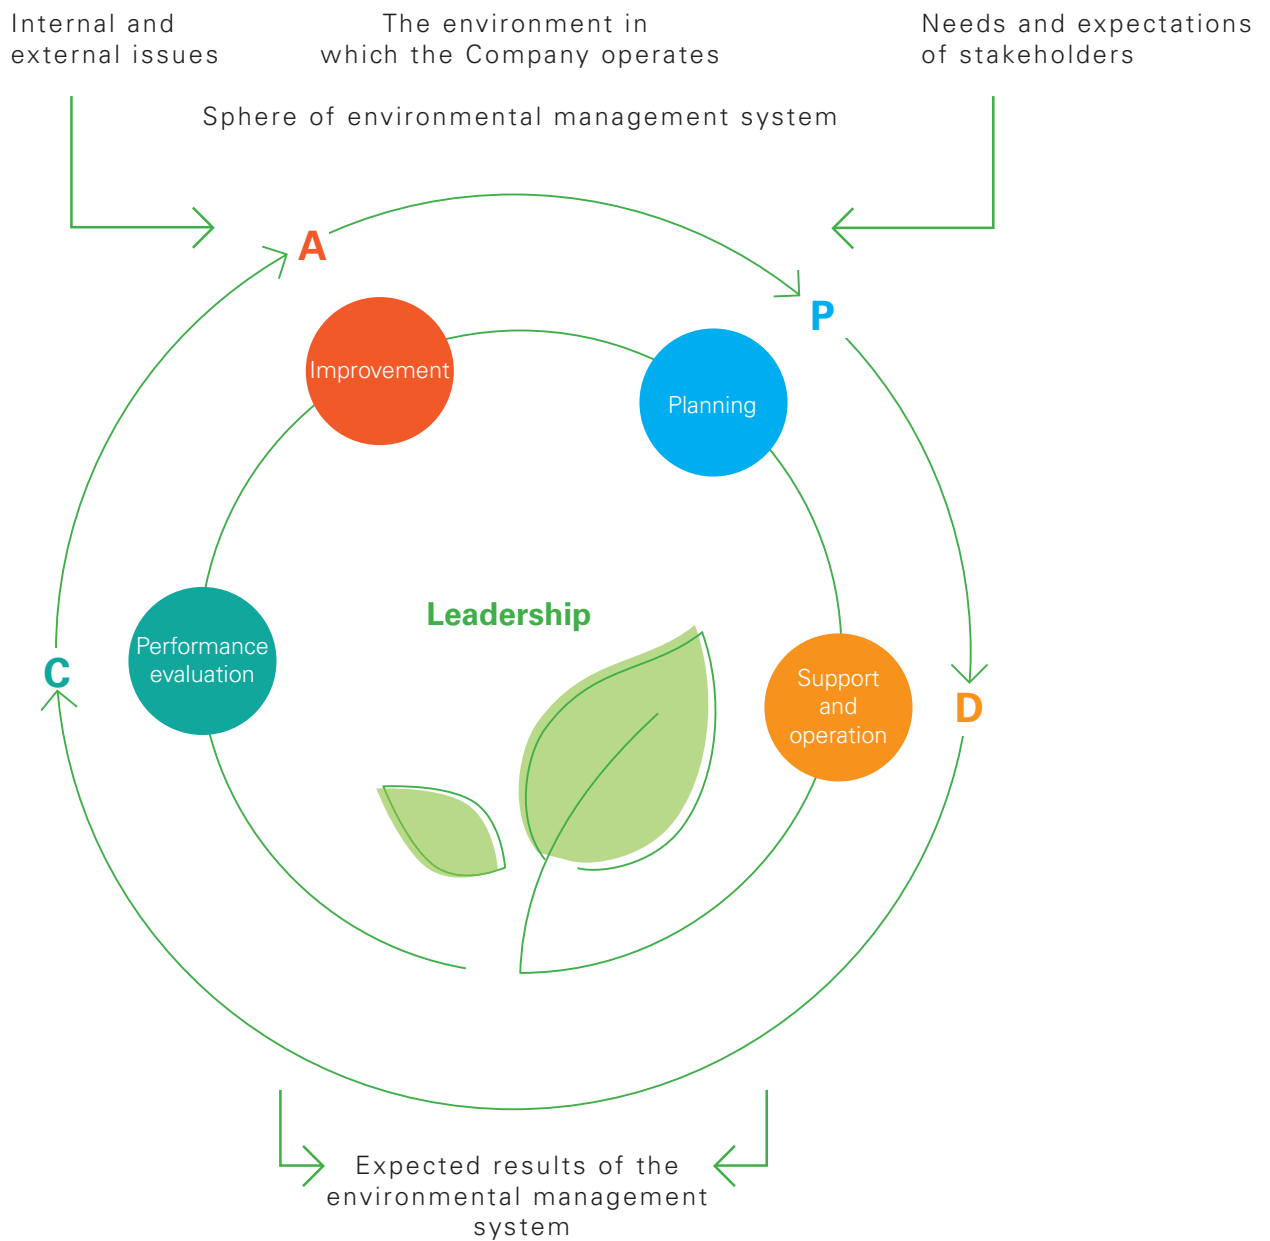 Internal and
external issues
The environment in
which the Company operates
Needs and expectations
of stakeholders
Sphere of environmental management system
A
P
Improvement
Planning
Leadership
Performance
evaluation
C
Support
and
operation
D
Expected results of the
environmental management
system